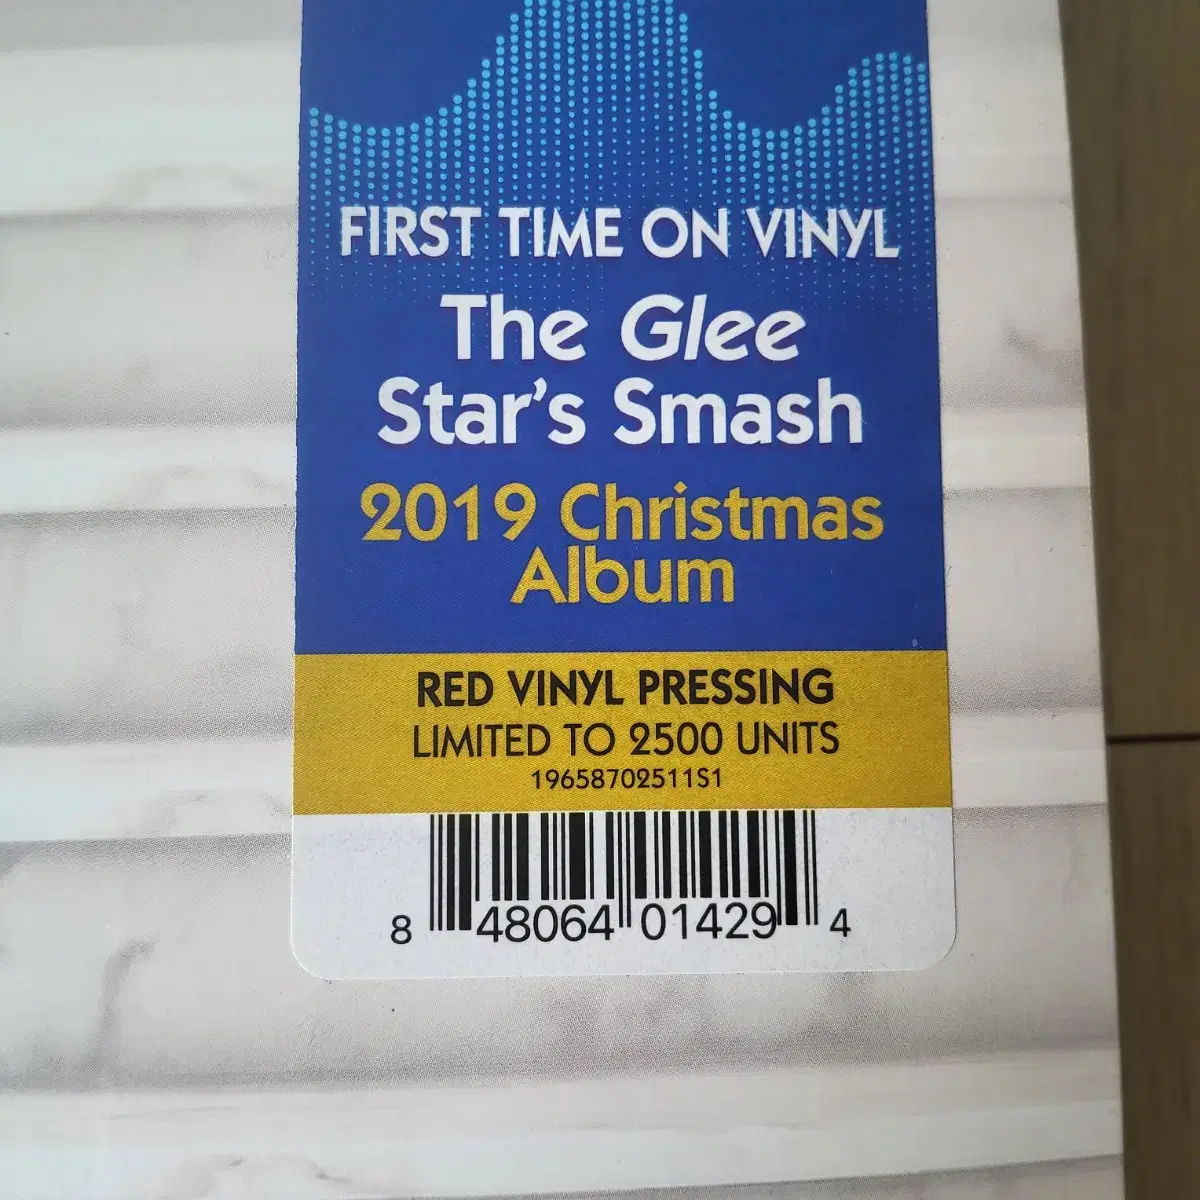 FIRST TIME ON VINYL
The Glee
Star's Smash
2019 Christmas
Album
RED VINYL PRESSING
LIMITED TO 2500 UNITS
19658702511S1
8 48064 01429 4